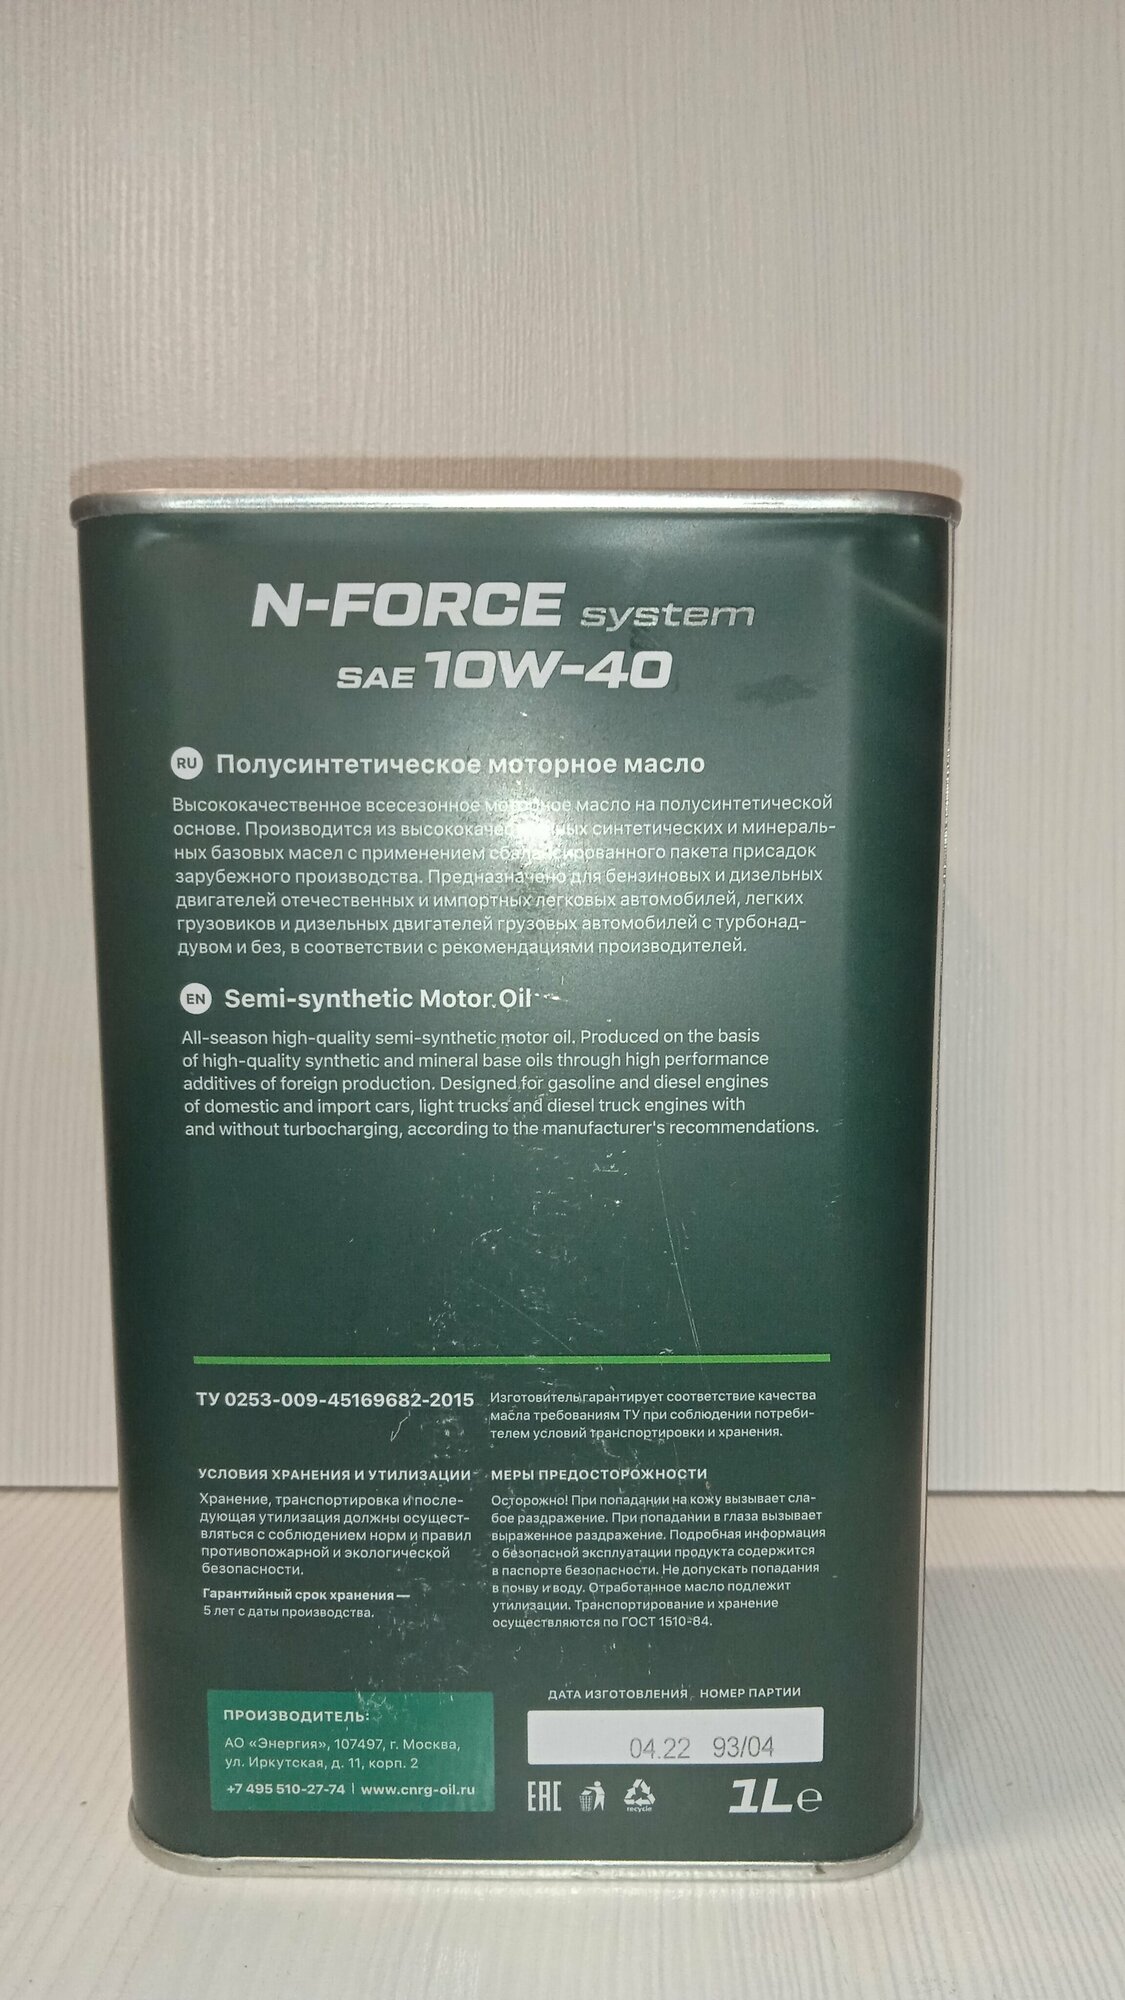 N-FORCE system
SAE 10W-40
RU Полусинтетическое моторное масло
Высококачественное всесезонное моторное масло на полусинтетической
основе. Производится из высококачественных синтетических и минераль-
ных базовых масел с применением сбалансированного пакета присадок
зарубежного производства. Предназначено для бензиновых и дизельных
двигателей отечественных и импортных легковых автомобилей, легких
грузовиков и дизельных двигателей грузовых автомобилей с турбонад-
дувом и без, в соответствии с рекомендациями производителей.
EN Semi-synthetic Motor Oil
All-season high-quality semi-synthetic motor oil. Produced on the basis
of high-quality synthetic and mineral base oils through high performance
additives of foreign production. Designed for gasoline and diesel engines
of domestic and import cars, light trucks and diesel truck engines with
and without turbocharging, according to the manufacturer's recommendations.
ТУ 0253-009-45169682-2015
Изготовитель гарантирует соответствие качества
масла требованиям ТУ при соблюдении потреби-
телем условий транспортировки и хранения.
УСЛОВИЯ ХРАНЕНИЯ И УТИЛИЗАЦИИ
Хранение, транспортировка и после-
дующая утилизация должны осущест-
вляться с соблюдением норм и правил
противопожарной и экологической
безопасности.
Гарантийный срок хранения —
5 лет с даты производства.
МЕРЫ ПРЕДОСТОРОЖНОСТИ
Осторожно! При попадании на кожу вызывает сла-
бое раздражение. При попадании в глаза вызывает
выраженное раздражение. Подробная информация
о безопасной эксплуатации продукта содержится
в паспорте безопасности. Не допускать попадания
в почву и воду. Отработанное масло подлежит
утилизации. Транспортирование и хранение
осуществляются по ГОСТ 1510-84.
ПРОИЗВОДИТЕЛЬ:
АО «Энергия», 107497, г. Москва,
ул. Иркутская, д. 11, корп. 2
+7 495 510-27-74 | www.cnrg-oil.ru
ДАТА ИЗГОТОВЛЕНИЯ НОМЕР ПАРТИИ
04.22 93/04
EAC
recycle
1L e